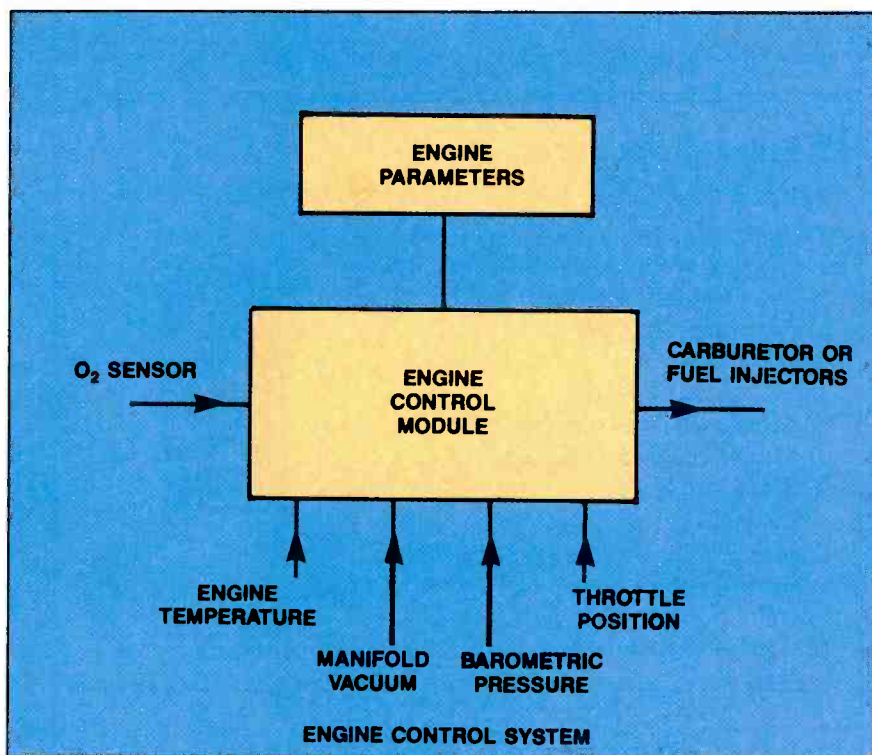 ENGINE
PARAMETERS
O₂ SENSOR
ENGINE
CONTROL
MODULE
CARBURETOR OR
FUEL INJECTORS
ENGINE
TEMPERATURE
MANIFOLD
VACUUM
BAROMETRIC
PRESSURE
THROTTLE
POSITION
ENGINE CONTROL SYSTEM